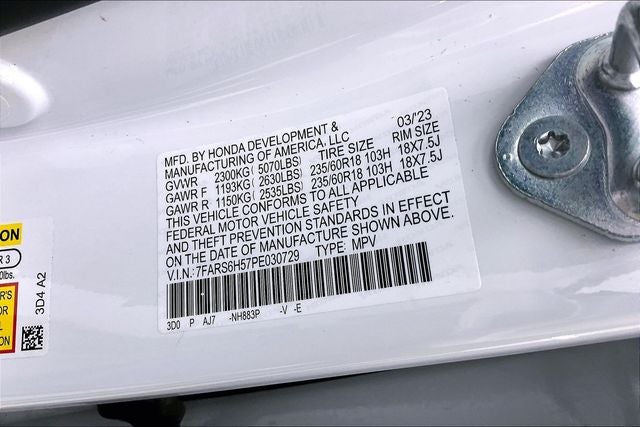 MFD. BY HONDA DEVELOPMENT & 03/'23
MANUFACTURING OF AMERICA, LLC
TIRE SIZE RIM SIZE
GVWR 2300KG( 5070LBS)
GAWR F 1193KG( 2630LBS) 235/60R18 103H 18X7.5J
GAWR R 1150KG( 2535LBS) 235/60R18 103H 18X7.5J
THIS VEHICLE CONFORMS TO ALL APPLICABLE
FEDERAL MOTOR VEHICLE SAFETY
AND THEFT PREVENTION STANDARDS IN EFFECT
ON THE DATE OF MANUFACTURE SHOWN ABOVE.
V.I.N.:7FARS6H57PE030729 TYPE: MPV
3D0 P AJ7 -NH883P -V -E
ON
R 3
0lbs.
R'S
L
ON
3D4 A2